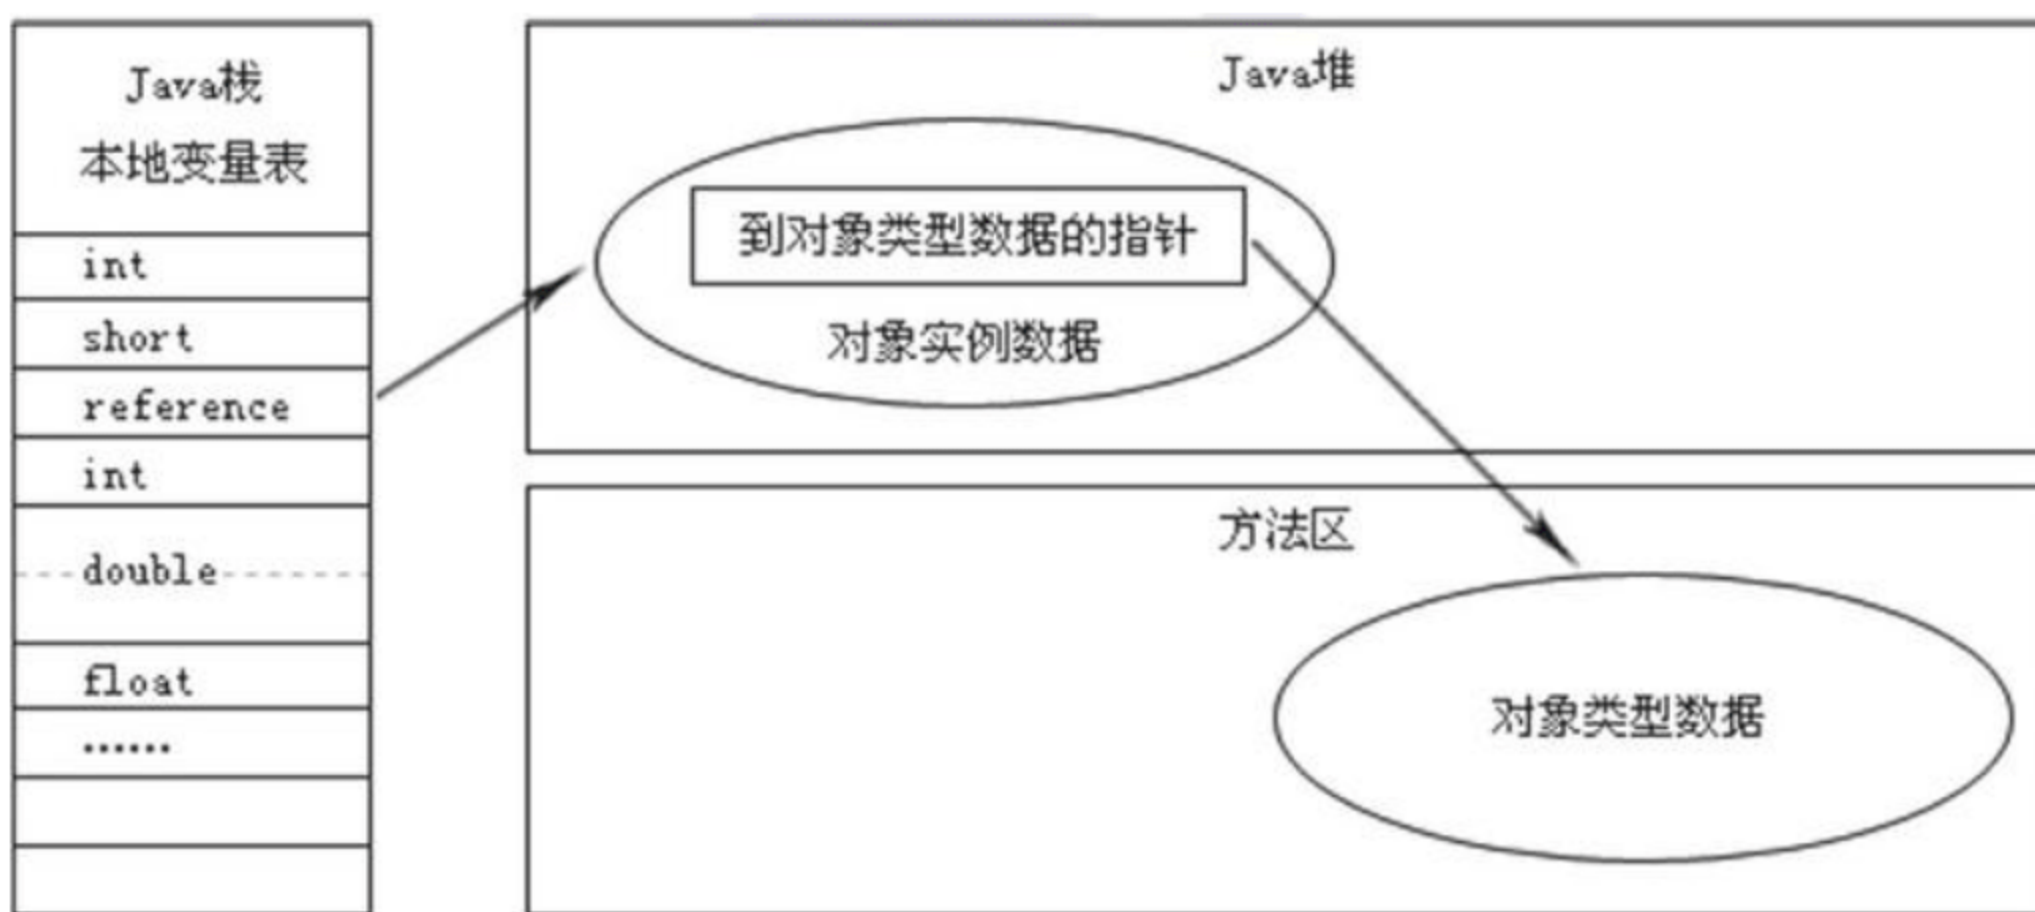 Java栈
本地变量表
int
short
reference
int
double
float
······
Java堆
到对象类型数据的指针
对象实例数据
方法区
对象类型数据